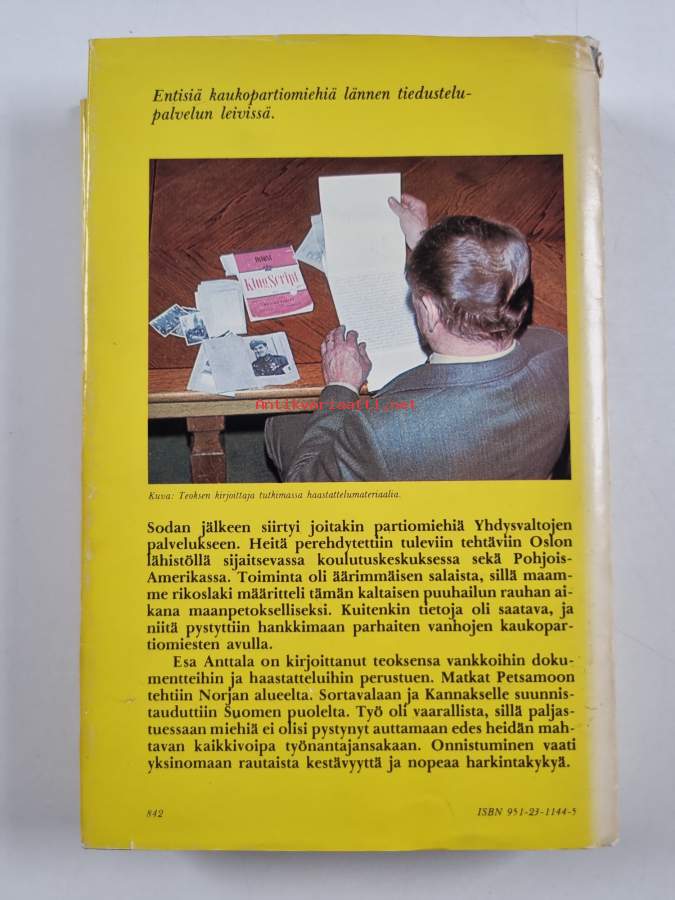 Entisiä kaukopartiomiehiä lännen tiedustelu-
palvelun leivissä.
KingScript
Antikvariaatti.net
Kuva: Teoksen kirjoittaja tutkimassa haastattelumateriaalia.
Sodan jälkeen siirtyi joitakin partiomiehiä Yhdysvaltojen
palvelukseen. Heitä perehdytettiin tuleviin tehtäviin Oslon
lähistöllä sijaitsevassa koulutuskeskuksessa sekä Pohjois-
Amerikassa. Toiminta oli äärimmäisen salaista, sillä maam-
me rikoslaki määritteli tämän kaltaisen puuhailun rauhan ai-
kana maanpetokselliseksi. Kuitenkin tietoja oli saatava, ja
niitä pystyttiin hankkimaan parhaiten vanhojen kaukopar-
tiomiesten avulla.
Esa Anttala on kirjoittanut teoksensa vankkoihin doku-
mentteihin ja haastatteluihin perustuen. Matkat Petsamoon
tehtiin Norjan alueelta. Sortavalaan ja Kannakselle suunnis-
tauduttiin Suomen puolelta. Työ oli vaarallista, sillä paljas-
tuessaan miehiä ei olisi pystynyt auttamaan edes heidän mah-
tavan kaikkivoipa työnantajansakaan. Onnistuminen vaati
yksinomaan rautaista kestävyyttä ja nopeaa harkintakykyä.
842
ISBN 951-23-1144-5